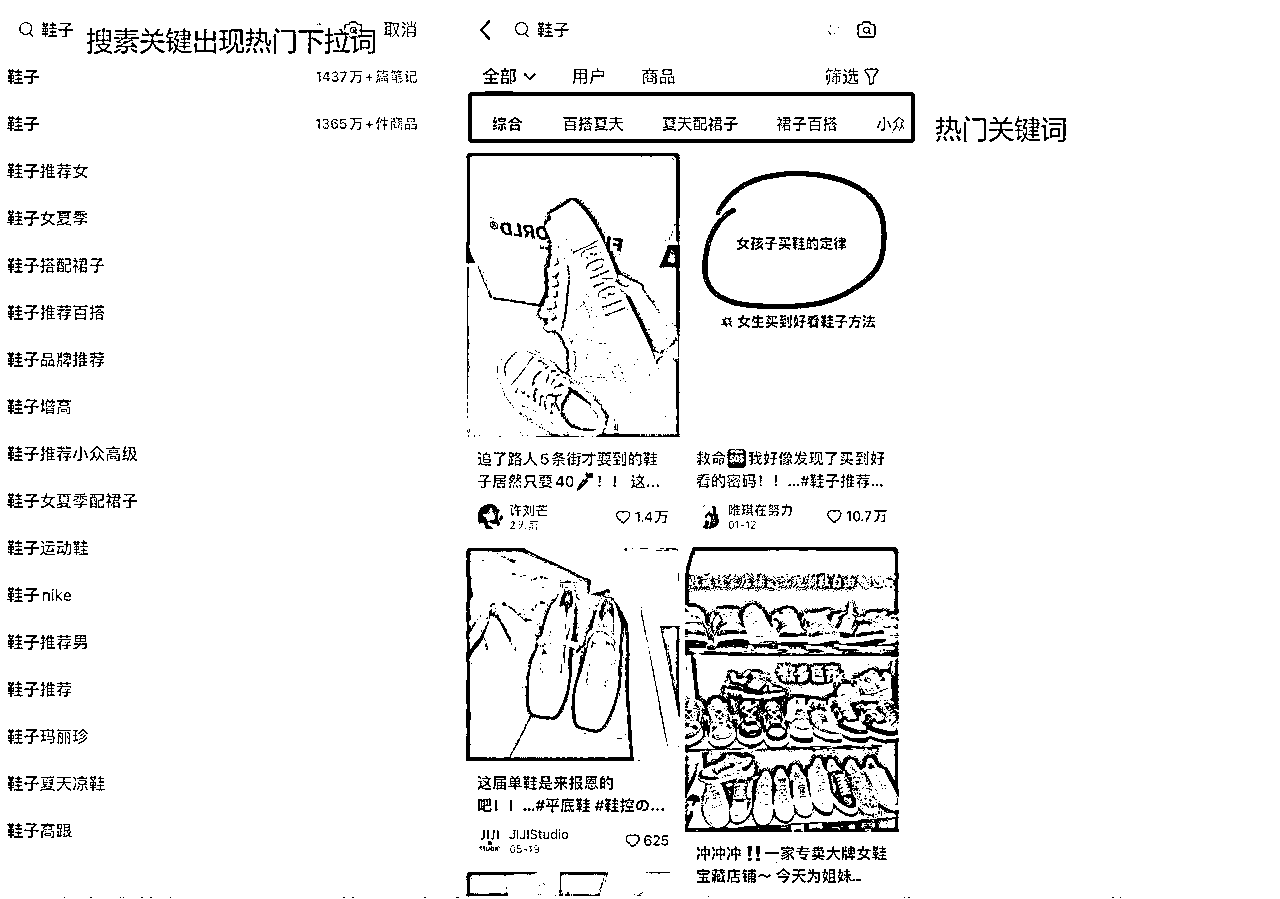 鞋子
取消
搜素关键出现热门下拉词
鞋子 1437万+篇笔记
鞋子 1365万+件商品
鞋子推荐女
鞋子女夏季
鞋子搭配裙子
鞋子推荐百搭
鞋子品牌推荐
鞋子增高
鞋子推荐小众高级
鞋子女夏季配裙子
鞋子运动鞋
鞋子nike
鞋子推荐男
鞋子推荐
鞋子玛丽珍
鞋子夏天凉鞋
鞋子高跟
鞋子
全部 用户 商品 筛选
综合 百搭夏天 夏天配裙子 裙子百搭 小众
热门关键词
女孩子买鞋的定律
女生买到好看鞋子方法
追了路人5条街才要到的鞋
子居然只要40！！ 这...
许刘芒
1.4万
救命我好像发现了买到好
看的密码！！...#鞋子推荐...
唯琪在努力
01-12
10.7万
这届单鞋是来报恩的
吧！！...#平底鞋 #鞋控の...
JIJIStudio
05-19
625
冲冲冲‼️一家专卖大牌女鞋
宝藏店铺～ 今天为姐妹...